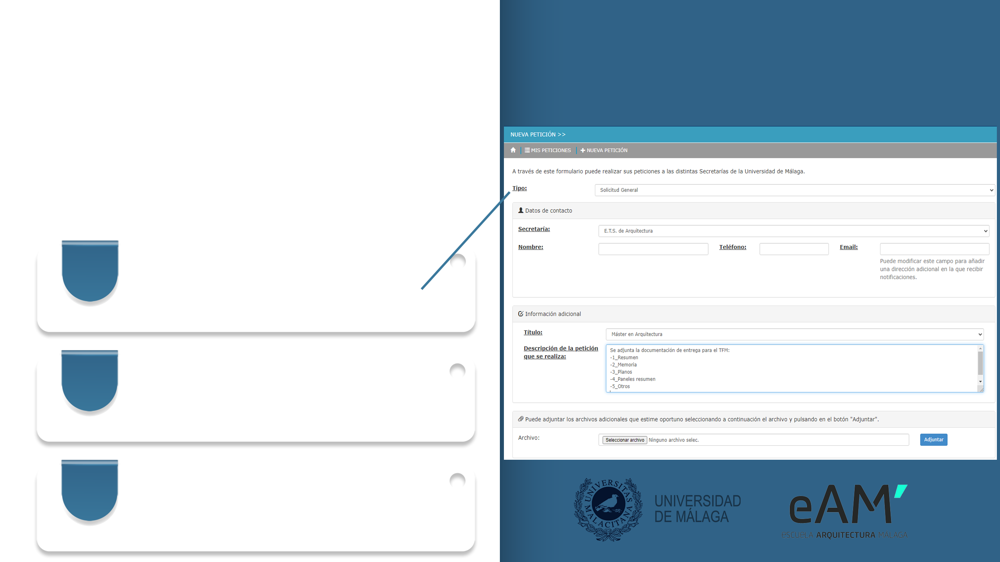 NUEVA PETICIÓN >>
MIS PETICIONES NUEVA PETICIÓN
A través de este formulario puede realizar sus peticiones a las distintas Secretarías de la Universidad de Málaga.
Tipo: Solicitud General
Datos de contacto
Secretaría: E.T.S. de Arquitectura
Nombre: Teléfono: Email:
Puede modificar este campo para añadir
una dirección adicional en la que recibir
notificaciones.
Información adicional
Título: Máster en Arquitectura
Descripción de la petición
que se realiza:
Se adjunta la documentación de entrega para el TFM:
-1_Resumen
-2_Memoria
-3_Planos
-4_Paneles resumen
-5_Otros
Puede adjuntar los archivos adicionales que estime oportuno seleccionando a continuación el archivo y pulsando en el botón "Adjuntar".
Archivo: Seleccionar archivo Ninguno archivo selec. Adjuntar
UNIVERSITAS MALACITANA
UNIVERSIDAD
DE MÁLAGA
eAM'
escueLA ARQUITECTURA MÁLAGA